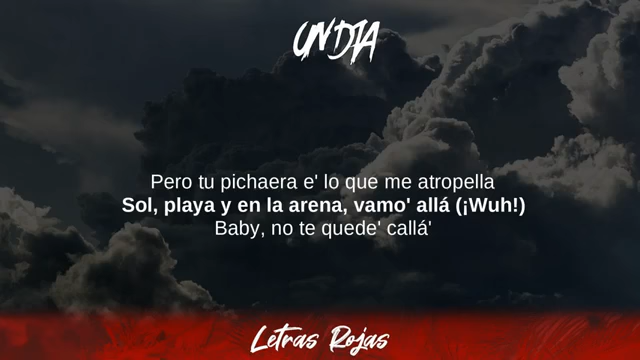 UN DIA
Pero tu pichaera e' lo que me atropella
Sol, playa y en la arena, vamo' allá (¡Wuh!)
Baby, no te quede' callá'
Letras Rojas